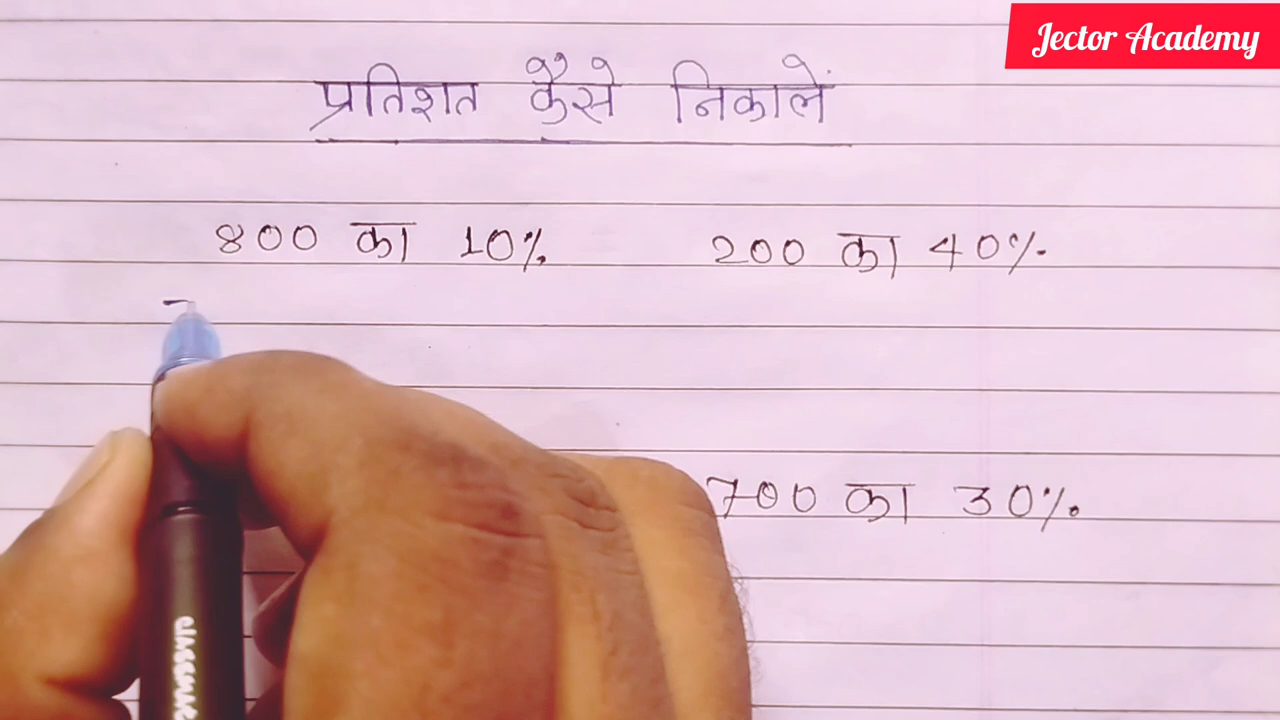 Jector Academy
प्रतिशत कैसे निकालें
800 का 10% 200 का 40%
700 का 30%